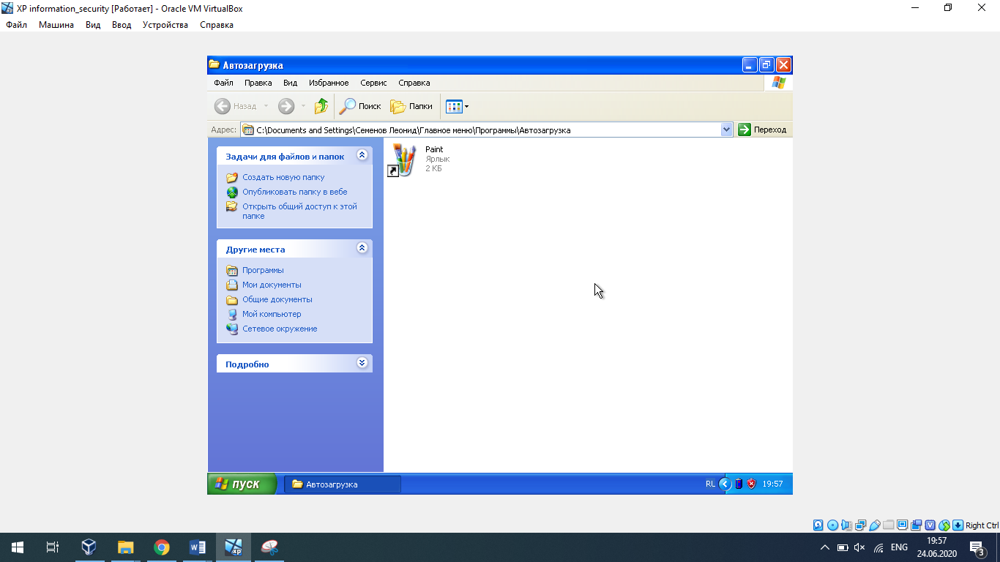 XP information_security [Работает] - Oracle VM VirtualBox
Файл Машина Вид Ввод Устройства Справка
Автозагрузка
Файл Правка Вид Избранное Сервис Справка
Назад Поиск Папки
Адрес: C:\Documents and Settings\Семенов Леонид\Главное меню\Программы\Автозагрузка Переход
Задачи для файлов и папок
Создать новую папку
Опубликовать папку в вебе
Открыть общий доступ к этой
папке
Другие места
Программы
Мои документы
Общие документы
Мой компьютер
Сетевое окружение
Подробно
Paint
Ярлык
2 КБ
пуск Автозагрузка RL 19:57
Right Ctrl
W xp ENG 19:57
24.06.2020 3